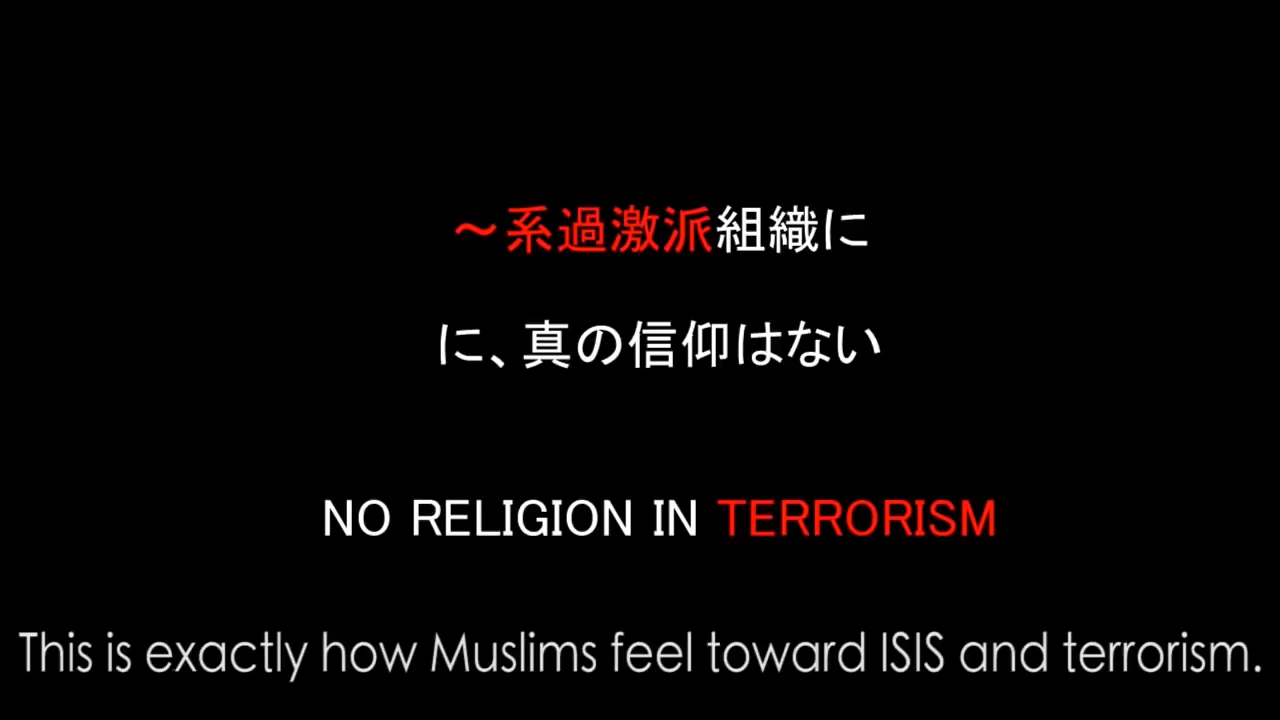 ～系過激派組織に
に、真の信仰はない
NO RELIGION IN TERRORISM
This is exactly how Muslims feel toward ISIS and terrorism.